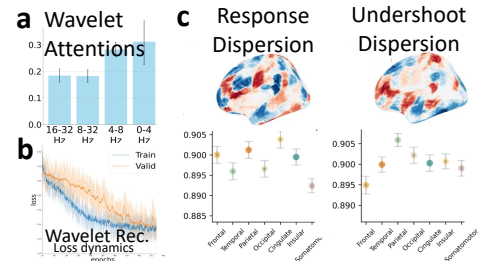 a
Wavelet
Attentions
0.3
0.2
0.1
0.0
16-32
Hz
8-32
Hz
4-8
Hz
0-4
Hz
b
Train
Valid
loss
Wavelet Rec.
Loss dynamics
epochs
c
Response
Dispersion
0.905
0.900
0.895
0.890
0.885
Frontal
Temporal
Parietal
Occipital
Cingulate
Insular
Somatomotor
Undershoot
Dispersion
0.905
0.900
0.895
0.890
Frontal
Temporal
Parietal
Occipital
Cingulate
Insular